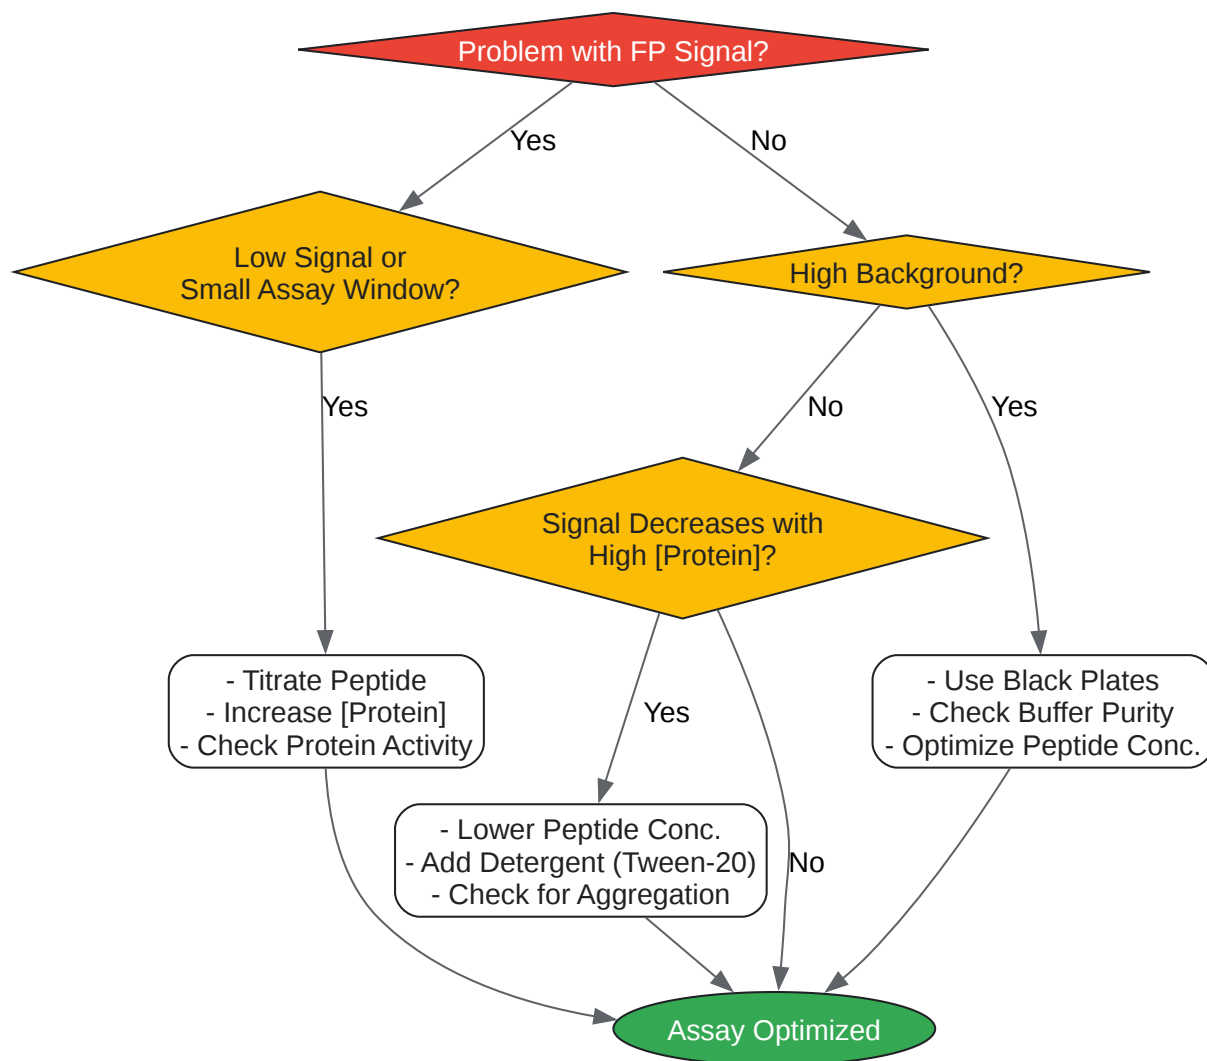 Problem with FP Signal?
Yes
No
Low Signal or
Small Assay Window?
High Background?
Yes
No
Yes
Signal Decreases with
High [Protein]?
- Titrate Peptide
- Increase [Protein]
- Check Protein Activity
Yes
- Use Black Plates
- Check Buffer Purity
- Optimize Peptide Conc.
- Lower Peptide Conc.
- Add Detergent (Tween-20)
- Check for Aggregation
No
Assay Optimized